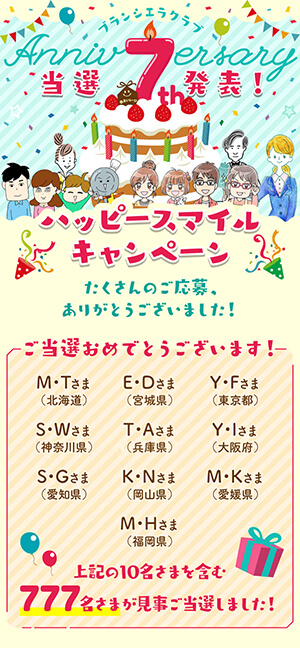 ブランシエラクラブ
Anniversary
7th
当選発表！
ハッピースマイル
キャンペーン
たくさんのご応募、
ありがとうございました！
ご当選おめでとうございます！
M・Tさま E・Dさま Y・Fさま
（北海道） （宮城県） （東京都）
S・Wさま T・Aさま Y・Iさま
（神奈川県） （兵庫県） （大阪府）
S・Gさま K・Nさま M・Kさま
（愛知県） （岡山県） （愛媛県）
M・Hさま
（福岡県）
上記の10名さまを含む
777名さまが見事ご当選しました！